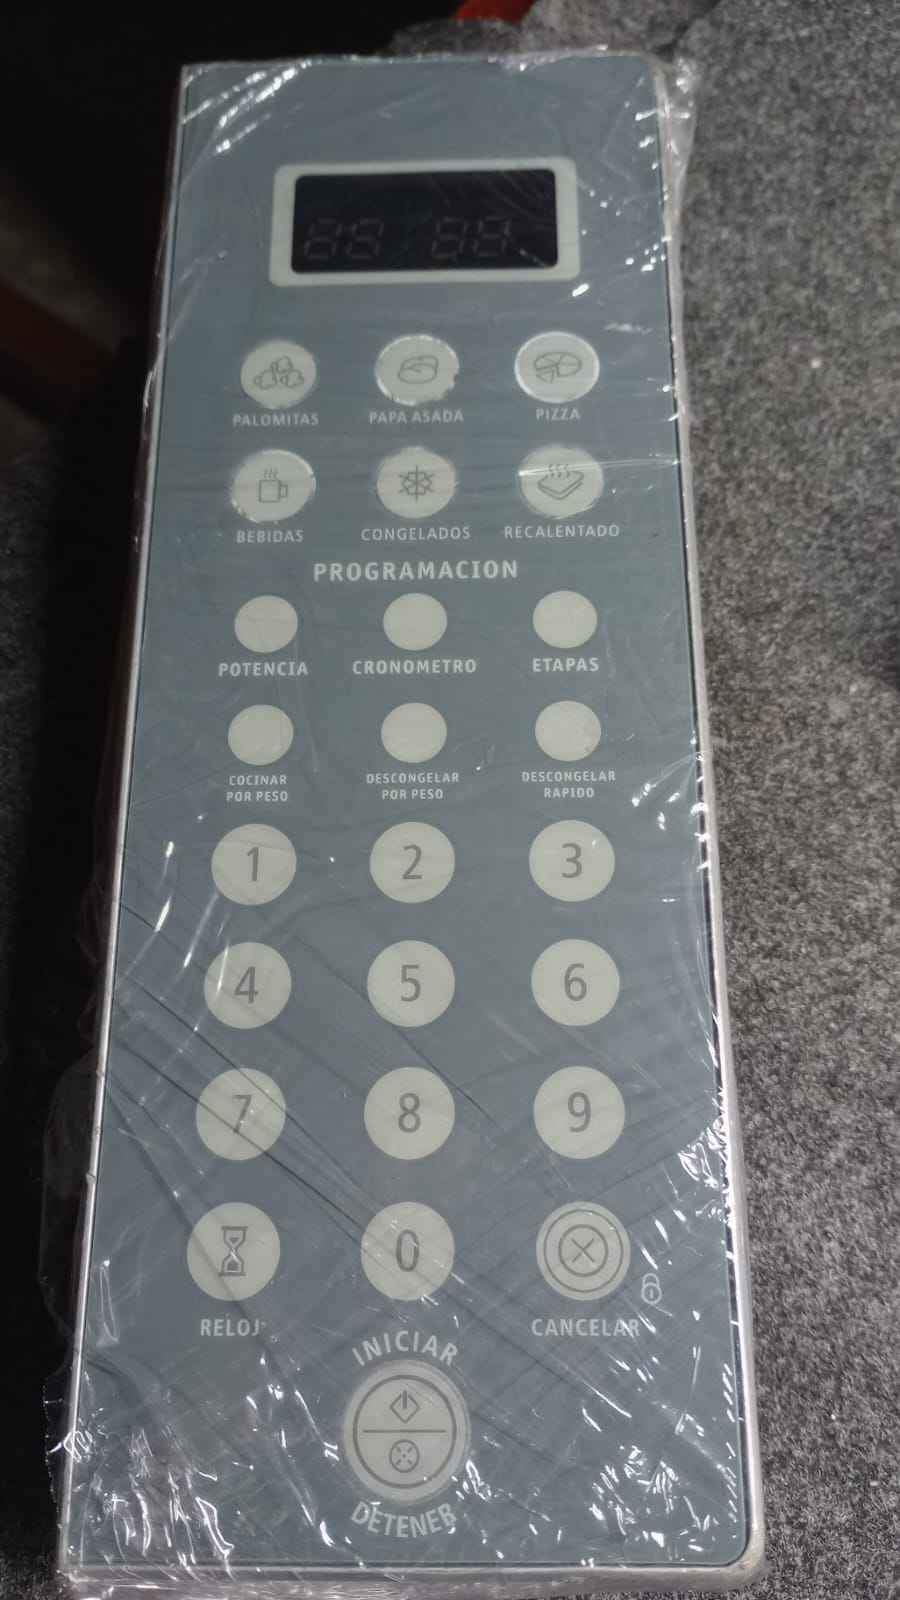 PALOMITAS PAPA ASADA PIZZA
BEBIDAS CONGELADOS RECALENTADO
PROGRAMACION
POTENCIA CRONOMETRO ETAPAS
COCINAR DESCONGELAR DESCONGELAR
POR PESO POR PESO RAPIDO
1 2 3
4 5 6
7 8 9
0
RELOJ CANCELAR
INICIAR
DETENER